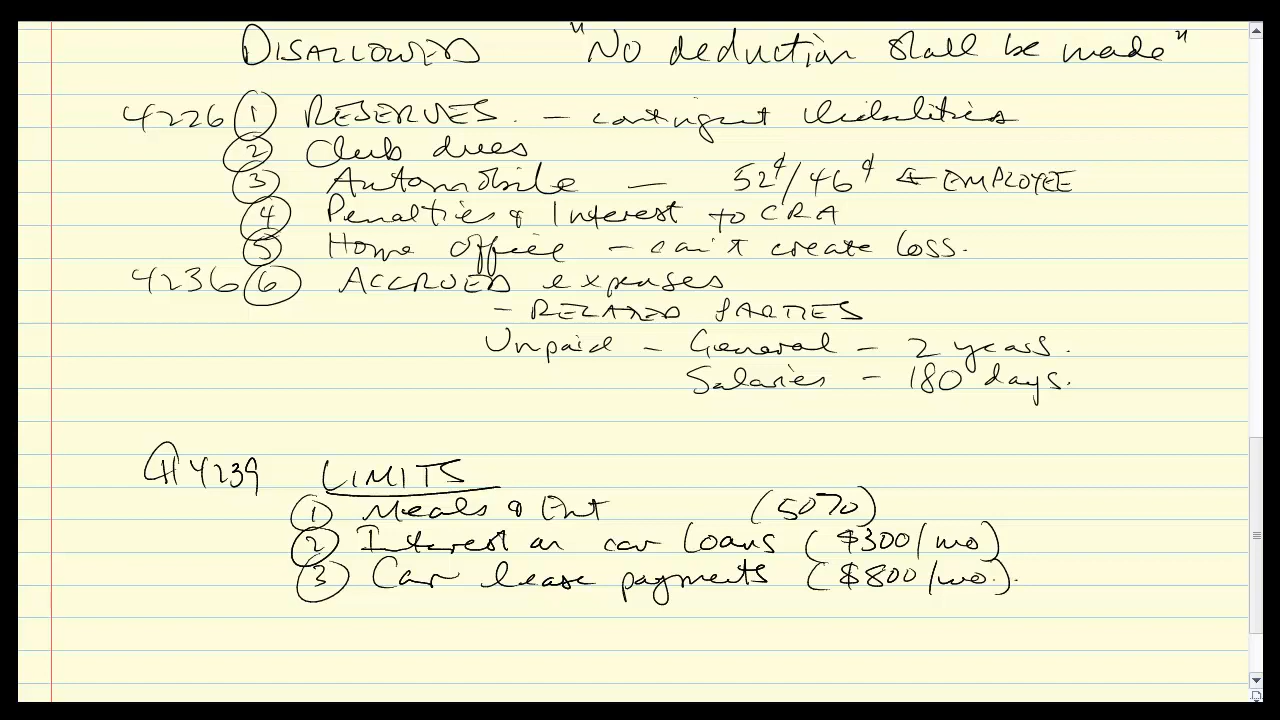 DISALLOWED "No deduction shall be made"
4226 ① RESERVES. - contingent liabilities
② Club dues
③ Automobile - 52¢/46¢ ← EMPLOYEE
④ Penalties & Interest to CRA
⑤ Home office - can't create loss.
4236 ⑥ ACCRUED expenses
- RELATED PARTIES
Unpaid - General - 2 years.
Salaries - 180 days.
4239 LIMITS
① Meals & Ent (50%)
② Interest on car loans ($300/mo)
③ Car lease payments ($800/mo.).